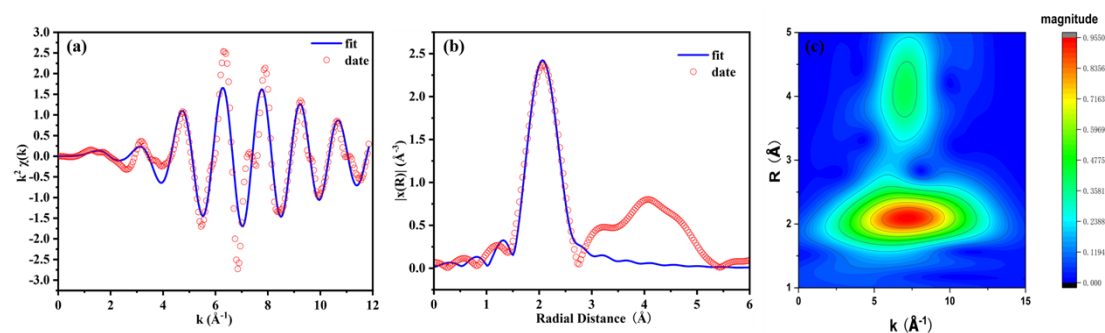 (a)
fit
date
3.0
2.5
2.0
1.5
1.0
0.5
0.0
-0.5
-1.0
-1.5
-2.0
-2.5
-3.0
k² χ(k)
0 2 4 6 8 10 12
k (Å⁻¹)
(b)
fit
date
2.5
2.0
1.5
1.0
0.5
0.0
|x(R)| (Å⁻³)
0 1 2 3 4 5 6
Radial Distance (Å)
(c)
5
4
3
2
1
R (Å)
0 5 10 15
k (Å⁻¹)
magnitude
0.9550
0.8356
0.7163
0.5969
0.4775
0.3581
0.2387
0.1194
0.000